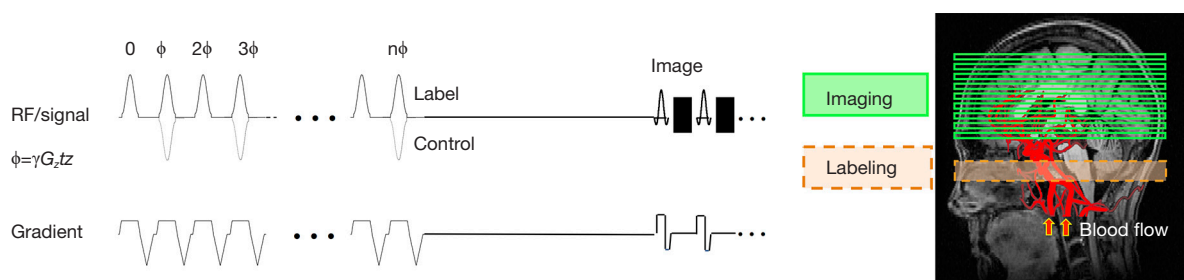 0 ϕ 2ϕ 3ϕ nϕ
Image
Label
RF/signal
Control
ϕ=γG_ztz
Gradient
Imaging
Labeling
Blood flow